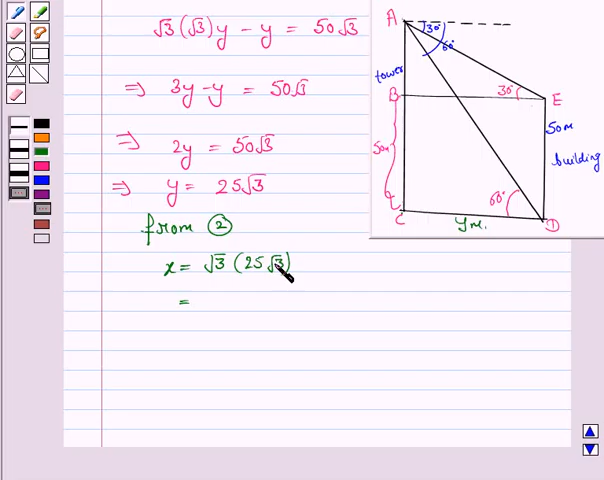 √3 (√3) y - y = 50√3
⇒ 3y - y = 50√3
⇒ 2y = 50√3
⇒ y = 25√3
from ②
x = √3 (25√3)
=
A
30°
60°
tower
B
30°
E
50m
50m
building
60°
C
y m.
D